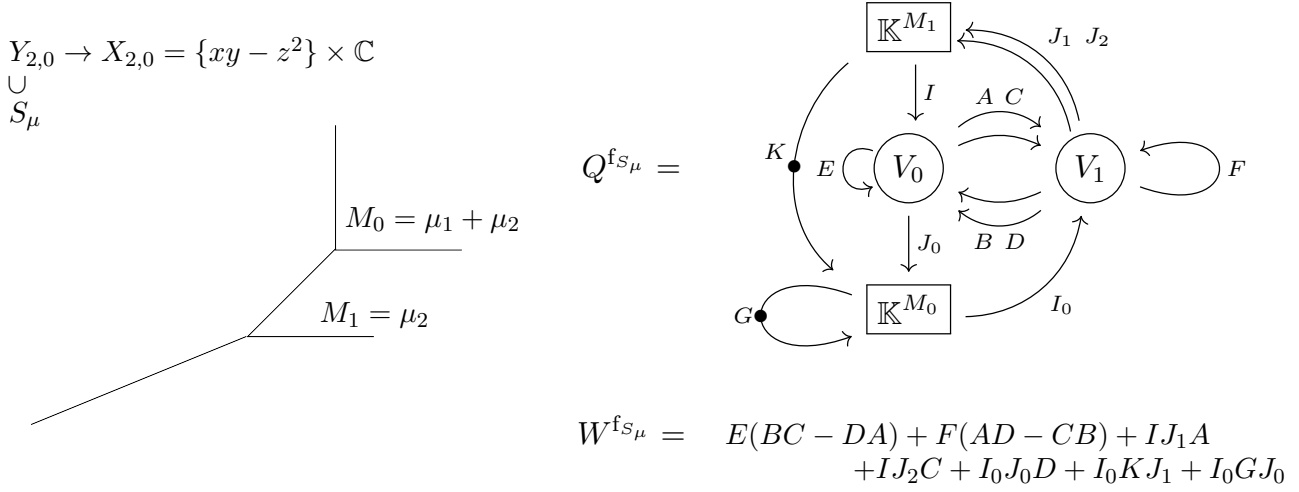 Y_{2,0} → X_{2,0} = {xy − z^2} × ℂ
∪
S_μ
M_0 = μ_1 + μ_2
M_1 = μ_2
Q^{f_{S_μ}} =
𝕂^{M_1}
J_1 J_2
I
A C
K
E
V_0
V_1
F
J_0
B D
G
𝕂^{M_0}
I_0
W^{f_{S_μ}} = E(BC − DA) + F(AD − CB) + IJ_1A
+IJ_2C + I_0J_0D + I_0KJ_1 + I_0GJ_0